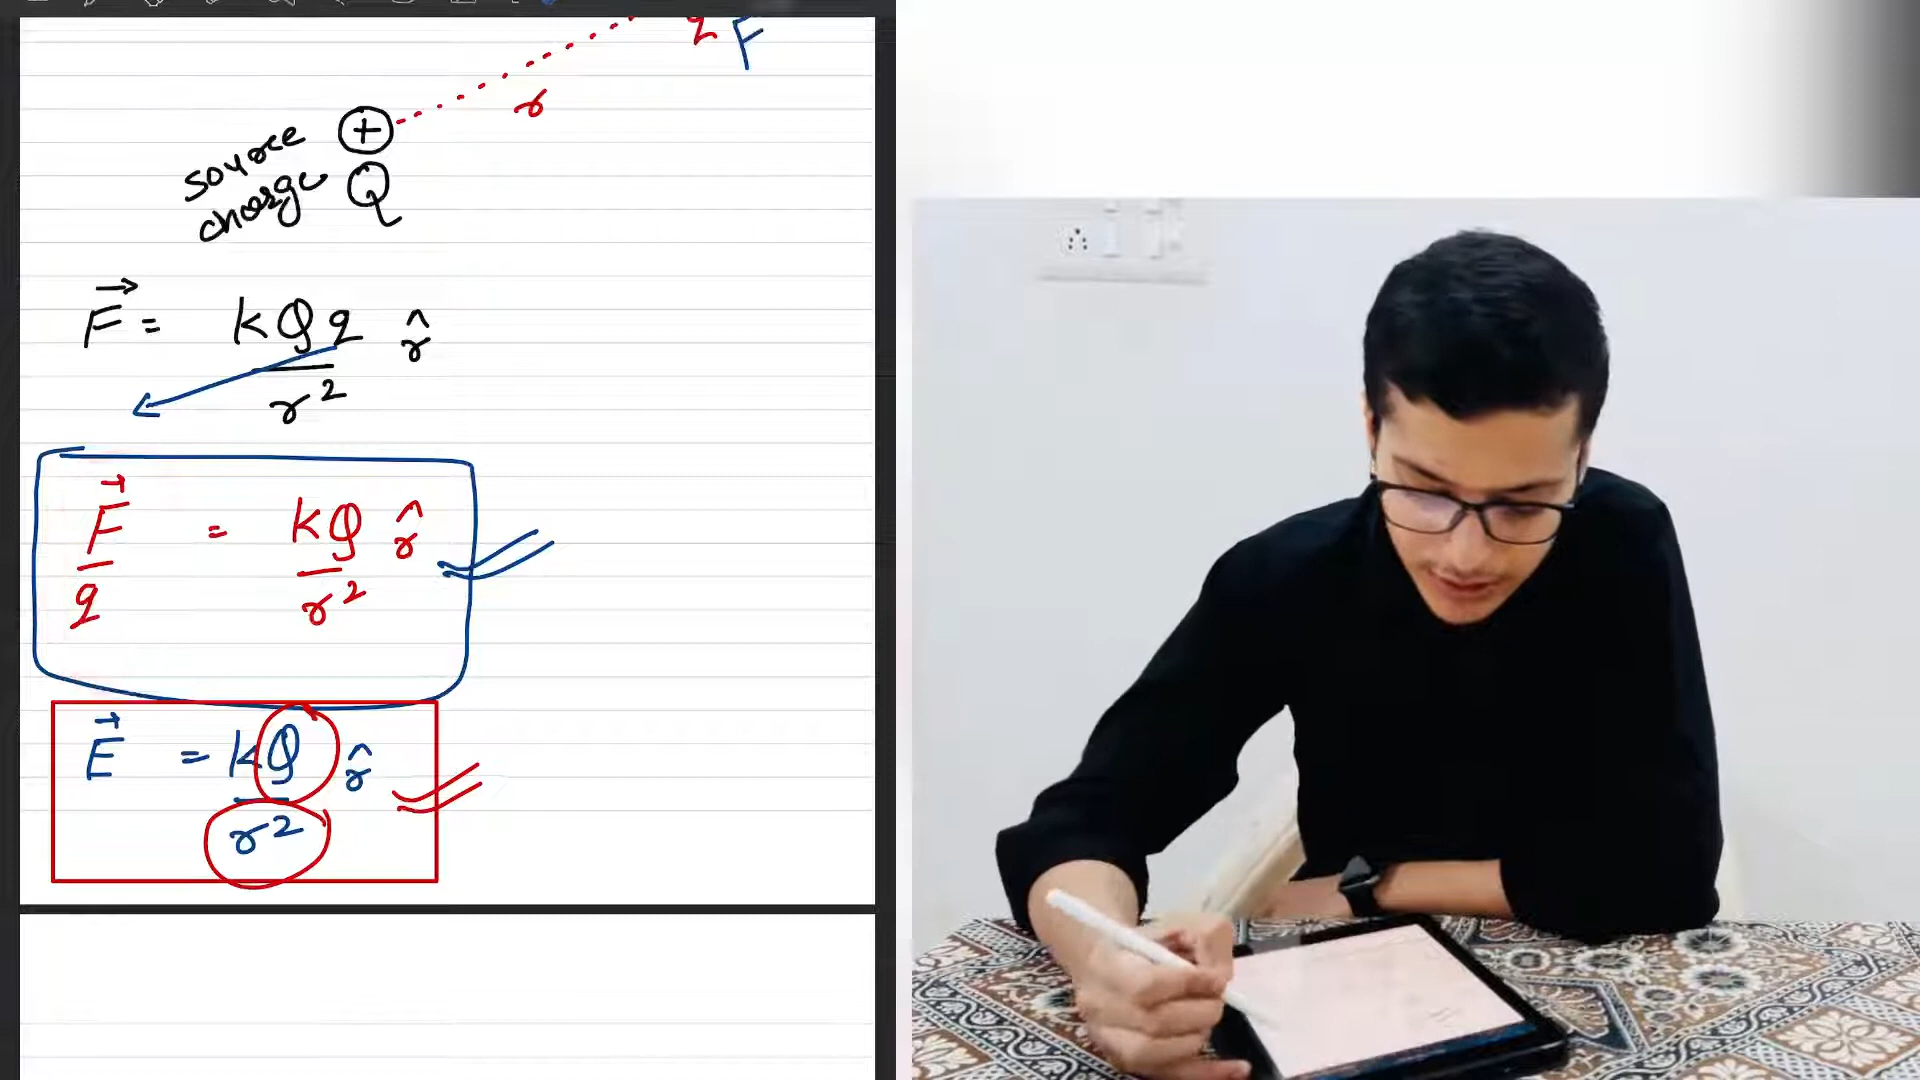 q F
r
source
charge
+
Q
F⃗ = kQq r̂
r²
F⃗ = kQ r̂
q r²
E⃗ = kQ r̂
r²